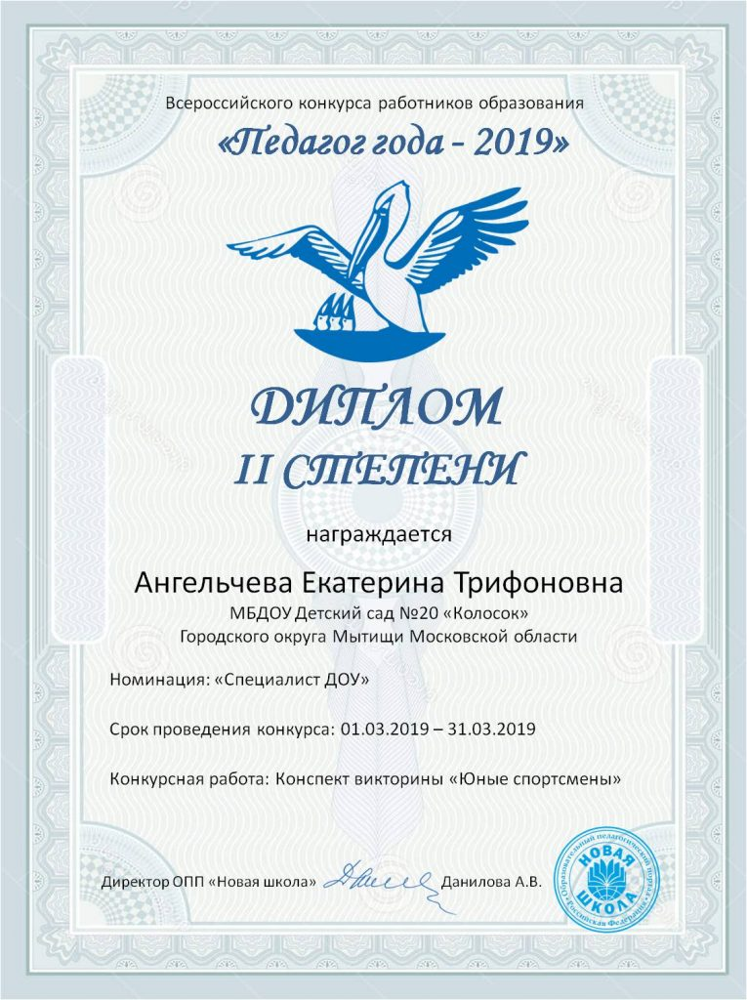 Всероссийского конкурса работников образования
«Педагог года - 2019»
ДИПЛОМ
II СТЕПЕНИ
награждается
Ангельчева Екатерина Трифоновна
МБДОУ Детский сад №20 «Колосок»
Городского округа Мытищи Московской области
Номинация: «Специалист ДОУ»
Срок проведения конкурса: 01.03.2019 – 31.03.2019
Конкурсная работа: Конспект викторины «Юные спортсмены»
Директор ОПП «Новая школа» Данилова А.В.
Образовательный педагогический портал
НОВАЯ
ШКОЛА
Российская Федерация